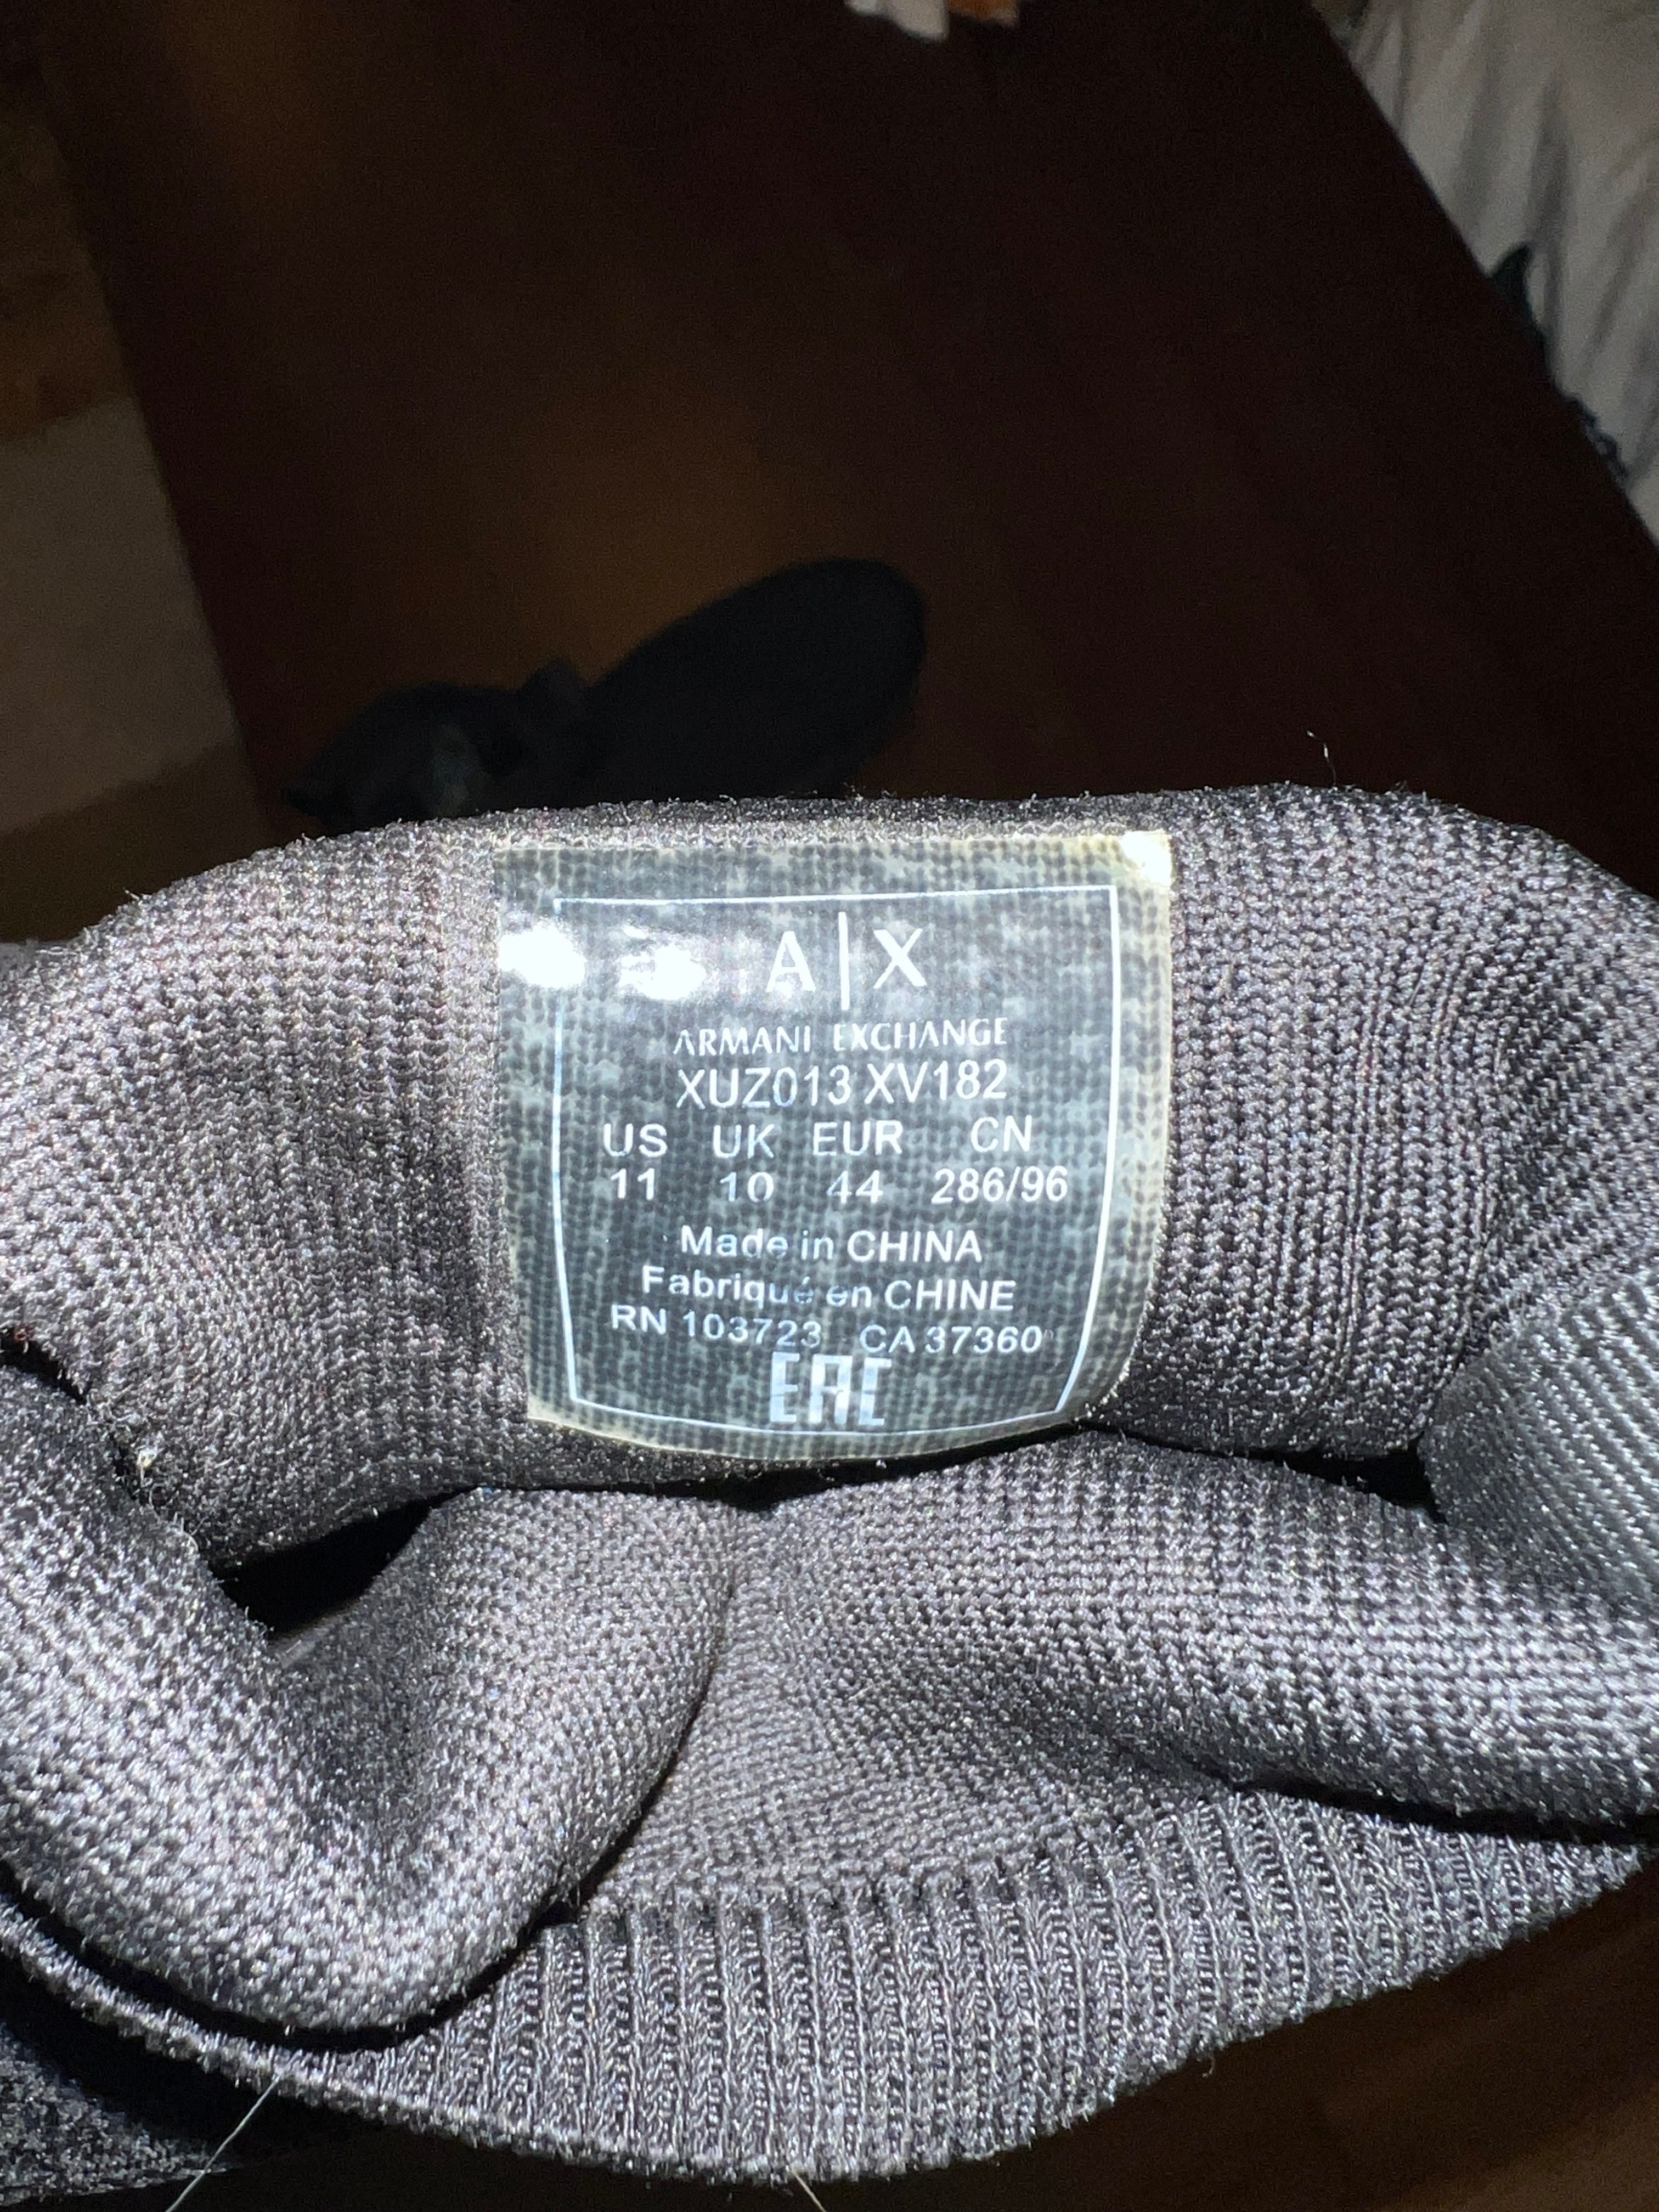 A|X
ARMANI EXCHANGE
XUZ013 XV182
US UK EUR CN
11 10 44 286/96
Made in CHINA
Fabriqué en CHINE
RN 103723 CA 37360
EAC